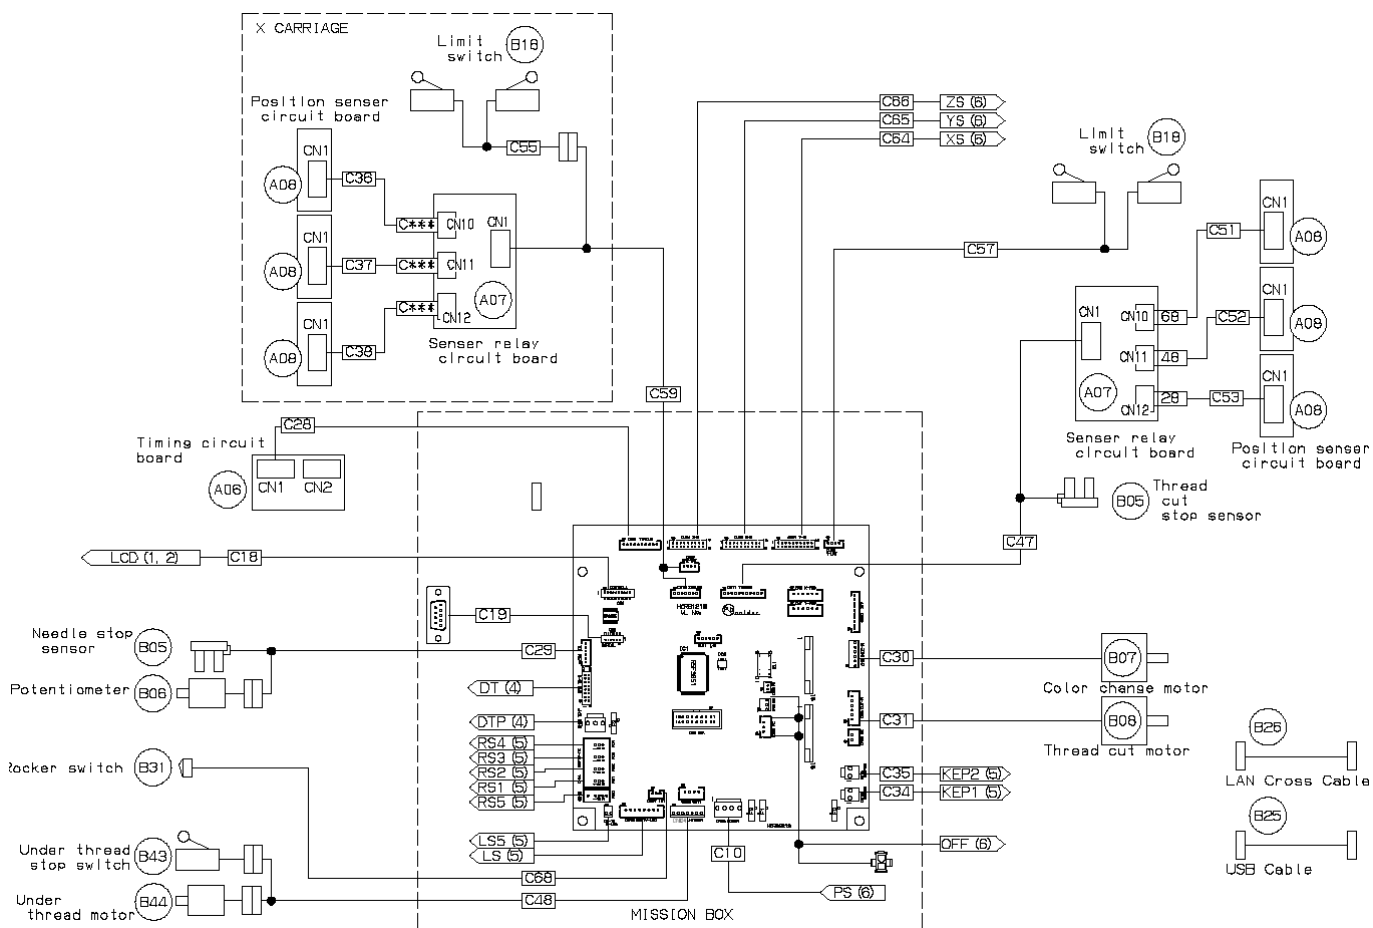 X CARRIAGE
Limit
switch
B18
Position senser
circuit board
C66
ZS (6)
C65
YS (6)
C64
XS (6)
Limit
switch
B18
C55
CN1
A08
C36
C***
CN10
CN1
CN1
A08
C37
C***
CN11
A07
CN1
A08
C38
C***
CN12
Senser relay
circuit board
C57
C51
CN1
A08
CN1
CN10
68
C52
CN1
A08
CN11
48
A07
CN12
28
C53
CN1
A08
Senser relay
circuit board
Position senser
circuit board
C59
C28
Timing circuit
board
A06
CN1
CN2
B05
Thread
cut
stop sensor
C47
LCD (1, 2)
C18
C19
Needle stop
sensor
B05
C29
Potentiometer
B06
DT (4)
DTP (4)
RS4 (5)
RS3 (5)
RS2 (5)
RS1 (5)
RS5 (5)
Rocker switch
B31
LS5 (5)
LS (5)
C68
C48
Under thread
stop switch
B43
Under
thread motor
B44
C10
PS (6)
MISSION BOX
C30
B07
Color change motor
C31
B08
Thread cut motor
C35
KEP2 (5)
C34
KEP1 (5)
OFF (6)
B26
LAN Cross Cable
B25
USB Cable